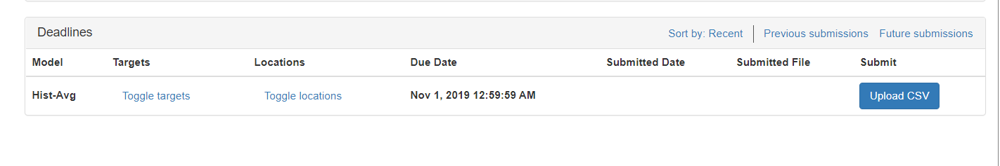 Deadlines Sort by: Recent Previous submissions Future submissions
Model Targets Locations Due Date Submitted Date Submitted File Submit
Hist-Avg Toggle targets Toggle locations Nov 1, 2019 12:59:59 AM Upload CSV